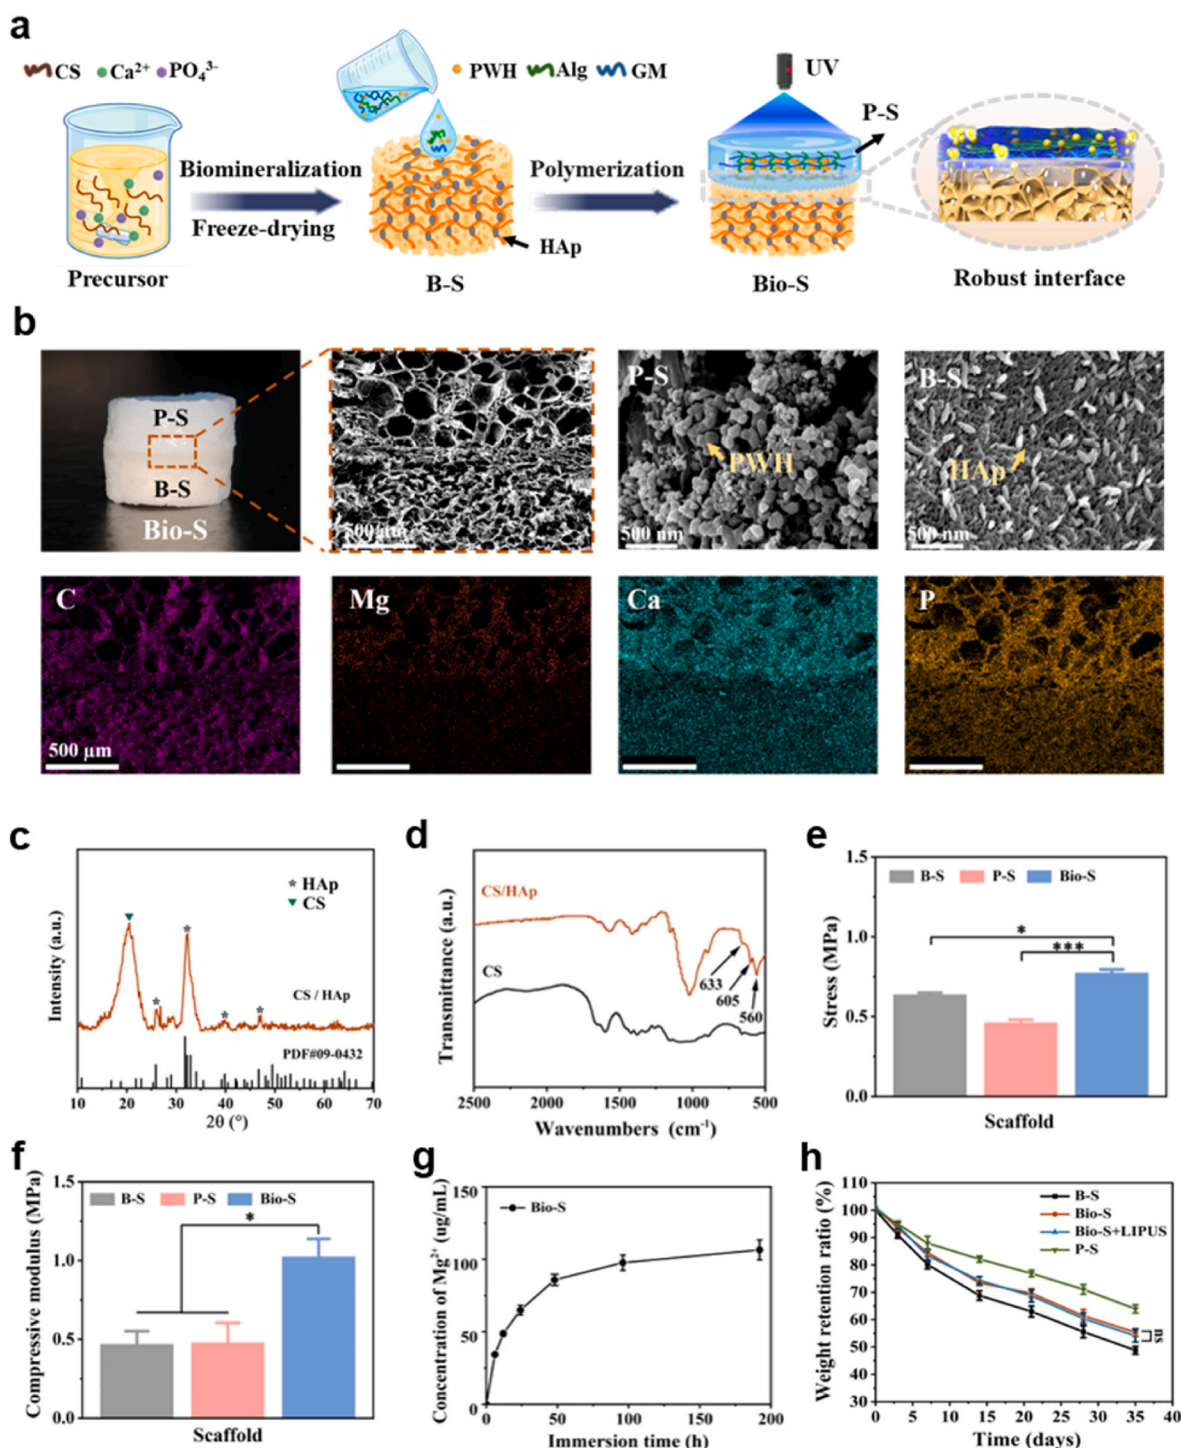 a
CS Ca²⁺ PO₄³⁻
PWH Alg GM
UV
P-S
Biomineralization
Freeze-drying
Polymerization
HAp
Precursor
B-S
Bio-S
Robust interface
b
P-S
B-S
Bio-S
500 μm
P-S
PWH
500 nm
B-S
HAp
500 nm
C
500 μm
Mg
Ca
P
c
* HAp
CS
Intensity (a.u.)
* * * *
CS / HAp
PDF#09-0432
10 20 30 40 50 60 70
2θ (°)
d
CS/HAp
CS
633
605
560
Transmittance (a.u.)
2500 2000 1500 1000 500
Wavenumbers (cm⁻¹)
e
1.5
1.0
0.5
0.0
Stress (MPa)
B-S P-S Bio-S
*
***
Scaffold
f
1.5
1.0
0.5
0.0
Compressive modulus (MPa)
B-S P-S Bio-S
*
Scaffold
g
150
100
50
0
Concentration of Mg²⁺ (ug/mL)
Bio-S
0 50 100 150 200
Immersion time (h)
h
110
100
90
80
70
60
50
40
30
Weight retention ratio (%)
B-S
Bio-S
Bio-S+LIPUS
P-S
ns
0 5 10 15 20 25 30 35 40
Time (days)